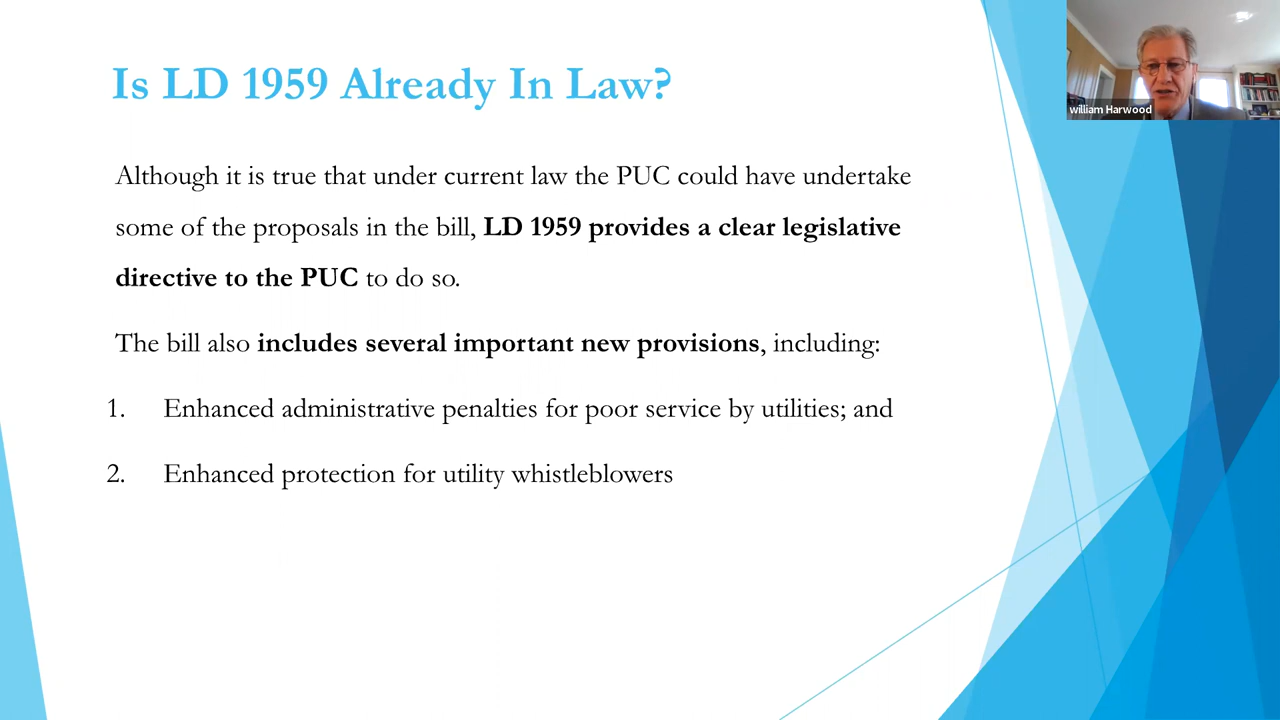 Is LD 1959 Already In Law?
william Harwood
Although it is true that under current law the PUC could have undertake
some of the proposals in the bill, LD 1959 provides a clear legislative
directive to the PUC to do so.
The bill also includes several important new provisions, including:
1. Enhanced administrative penalties for poor service by utilities; and
2. Enhanced protection for utility whistleblowers